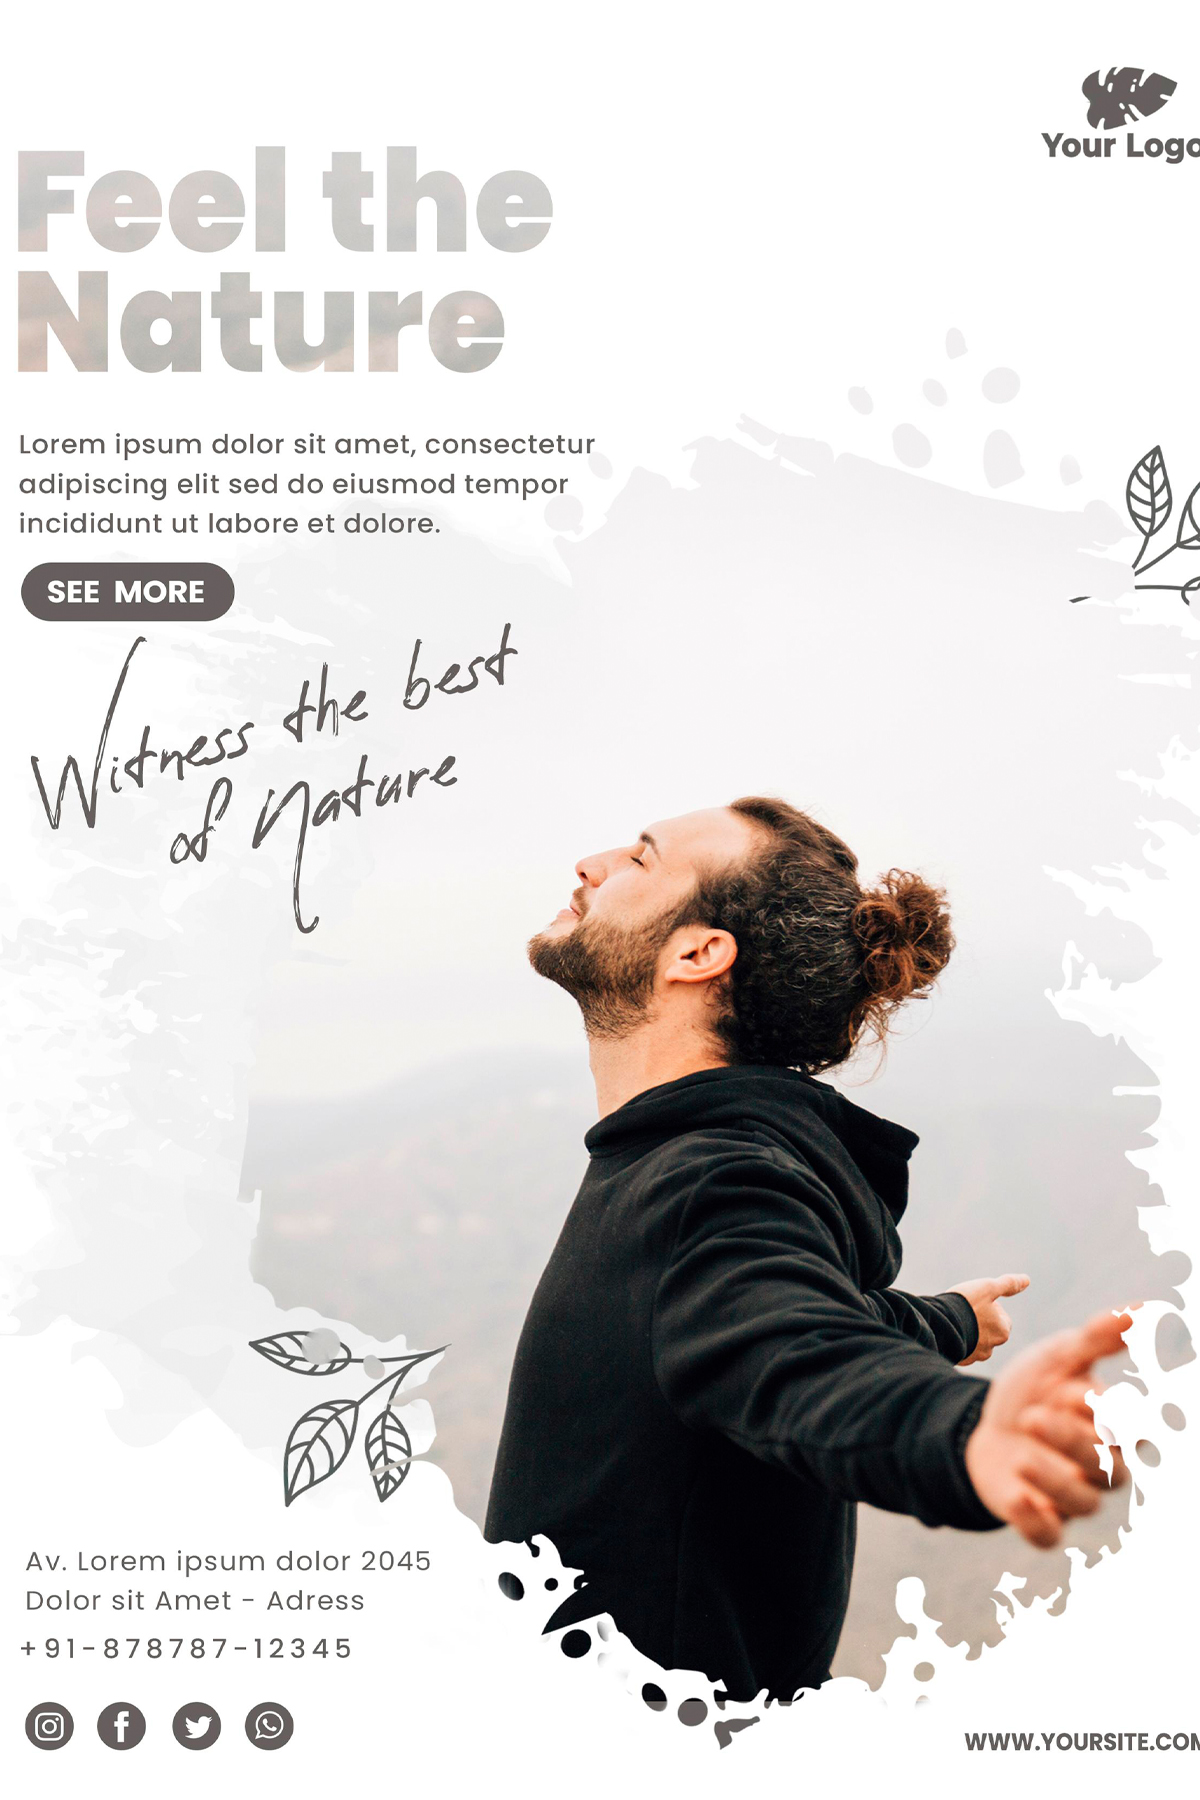 Your Logo
Feel the
Nature
Lorem ipsum dolor sit amet, consectetur
adipiscing elit sed do eiusmod tempor
incididunt ut labore et dolore.
SEE MORE
Witness the best
of Nature
Av. Lorem ipsum dolor 2045
Dolor sit Amet - Adress
+91-878787-12345
WWW.YOURSITE.COM